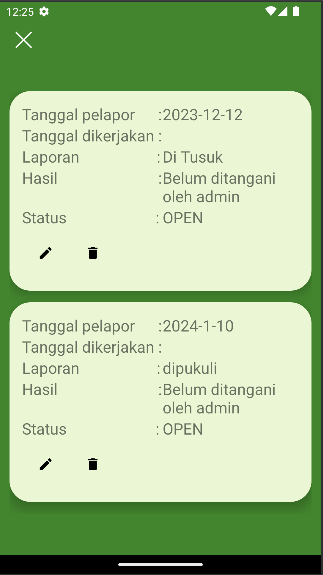 12:25
Tanggal pelapor :2023-12-12
Tanggal dikerjakan :
Laporan : Di Tusuk
Hasil :Belum ditangani
oleh admin
Status : OPEN
Tanggal pelapor :2024-1-10
Tanggal dikerjakan :
Laporan : dipukuli
Hasil :Belum ditangani
oleh admin
Status : OPEN